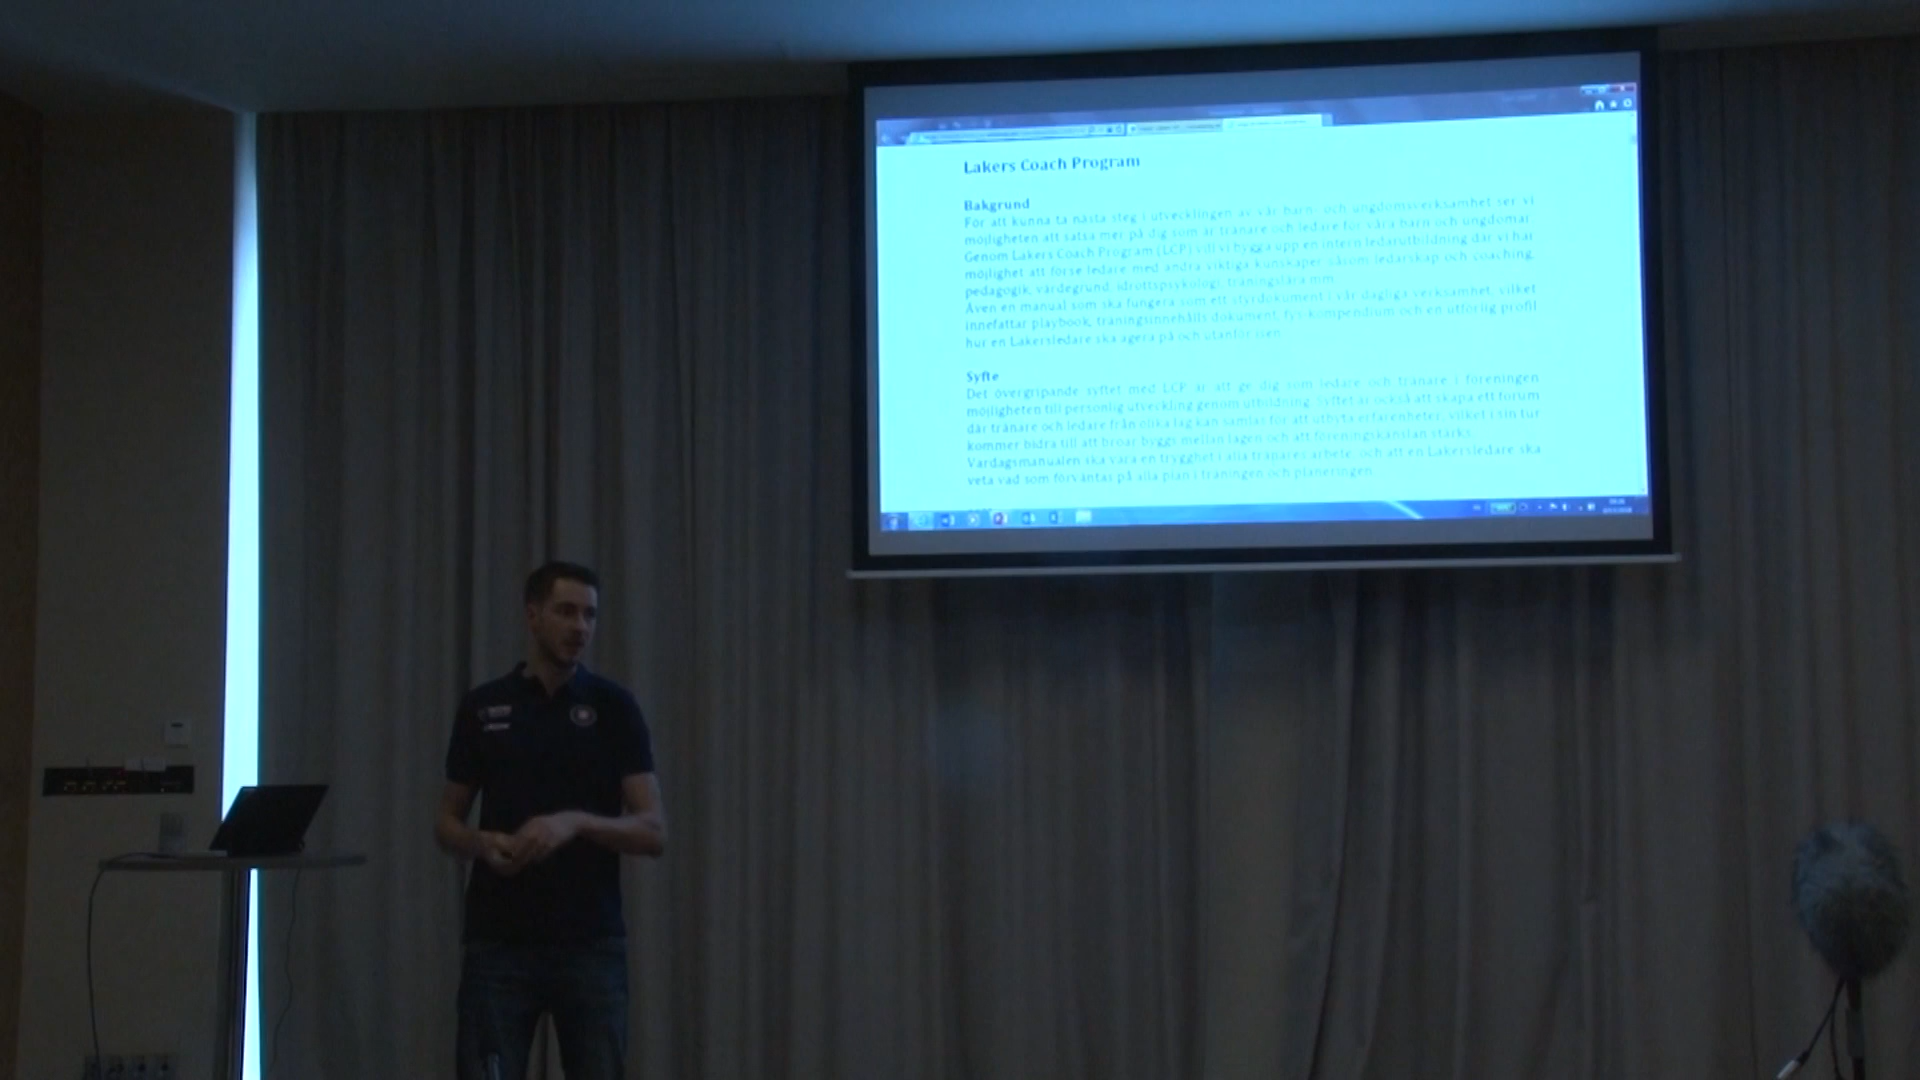 Lakers Coach Program
Bakgrund
För att kunna ta nästa steg i utvecklingen av vår barn- och ungdomsverksamhet ser vi
möjligheten att satsa mer på dig som är tränare och ledare för våra barn och ungdomar.
Genom Lakers Coach Program (LCP) vill vi bygga upp en intern ledarutbildning där vi har
möjlighet att förse ledare med andra viktiga kunskaper såsom ledarskap och coaching,
pedagogik, värdegrund, idrottspsykologi, träningslära mm.
Även en manual som ska fungera som ett styrdokument i vår dagliga verksamhet, vilket
innefattar playbook, träningsinnehålls dokument, fys kompendium och en utförlig profil
hur en Lakersledare ska agera på och utanför isen.
Syfte
Det övergripande syftet med LCP är att ge dig som ledare och tränare i föreningen
möjligheten till personlig utveckling genom utbildning. Syftet är också att skapa ett forum
där tränare och ledare från olika lag kan samlas för att utbyta erfarenheter, vilket i sin tur
kommer bidra till att broar byggs mellan lagen och att föreningskänslan stärks.
Vardagsmanualen ska vara en trygghet i alla tränares arbete, och att en Lakersledare ska
veta vad som förväntas på alla plan i träningen och planeringen.